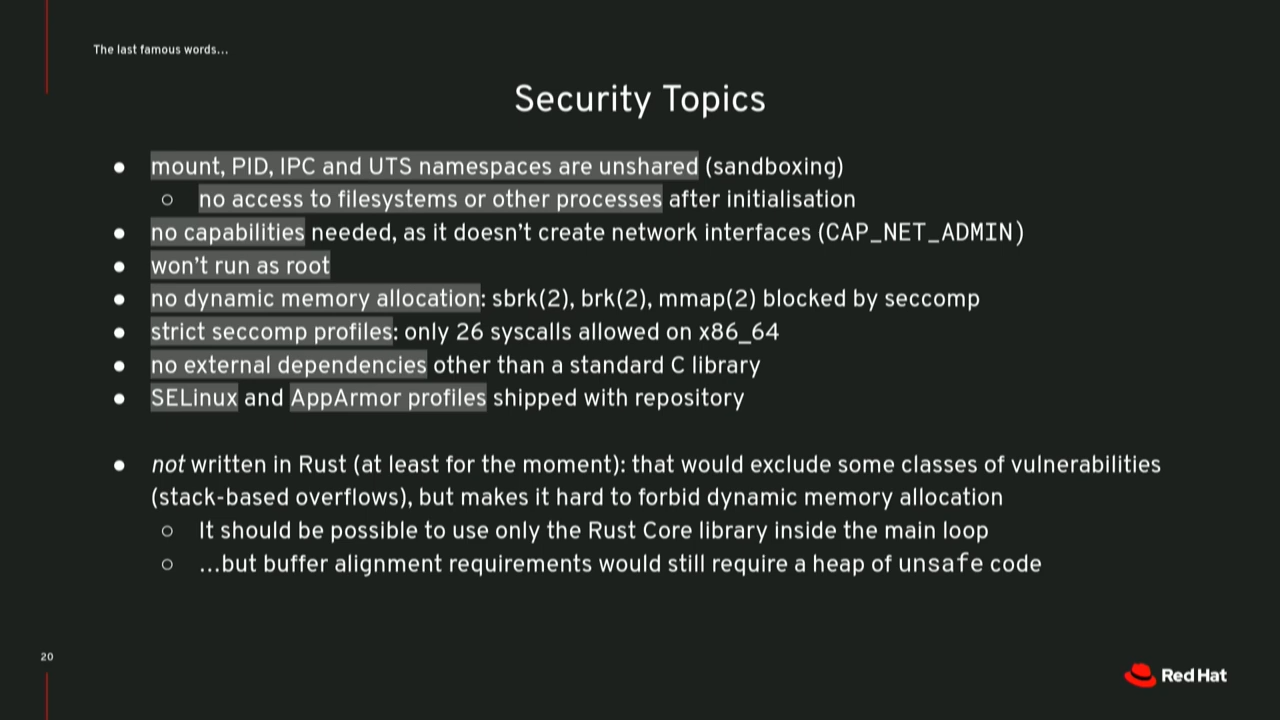 The last famous words...
Security Topics
● mount, PID, IPC and UTS namespaces are unshared (sandboxing)
○ no access to filesystems or other processes after initialisation
● no capabilities needed, as it doesn't create network interfaces (CAP_NET_ADMIN)
● won't run as root
● no dynamic memory allocation: sbrk(2), brk(2), mmap(2) blocked by seccomp
● strict seccomp profiles: only 26 syscalls allowed on x86_64
● no external dependencies other than a standard C library
● SELinux and AppArmor profiles shipped with repository
● not written in Rust (at least for the moment): that would exclude some classes of vulnerabilities
(stack-based overflows), but makes it hard to forbid dynamic memory allocation
○ It should be possible to use only the Rust Core library inside the main loop
○ ...but buffer alignment requirements would still require a heap of unsafe code
20
Red Hat